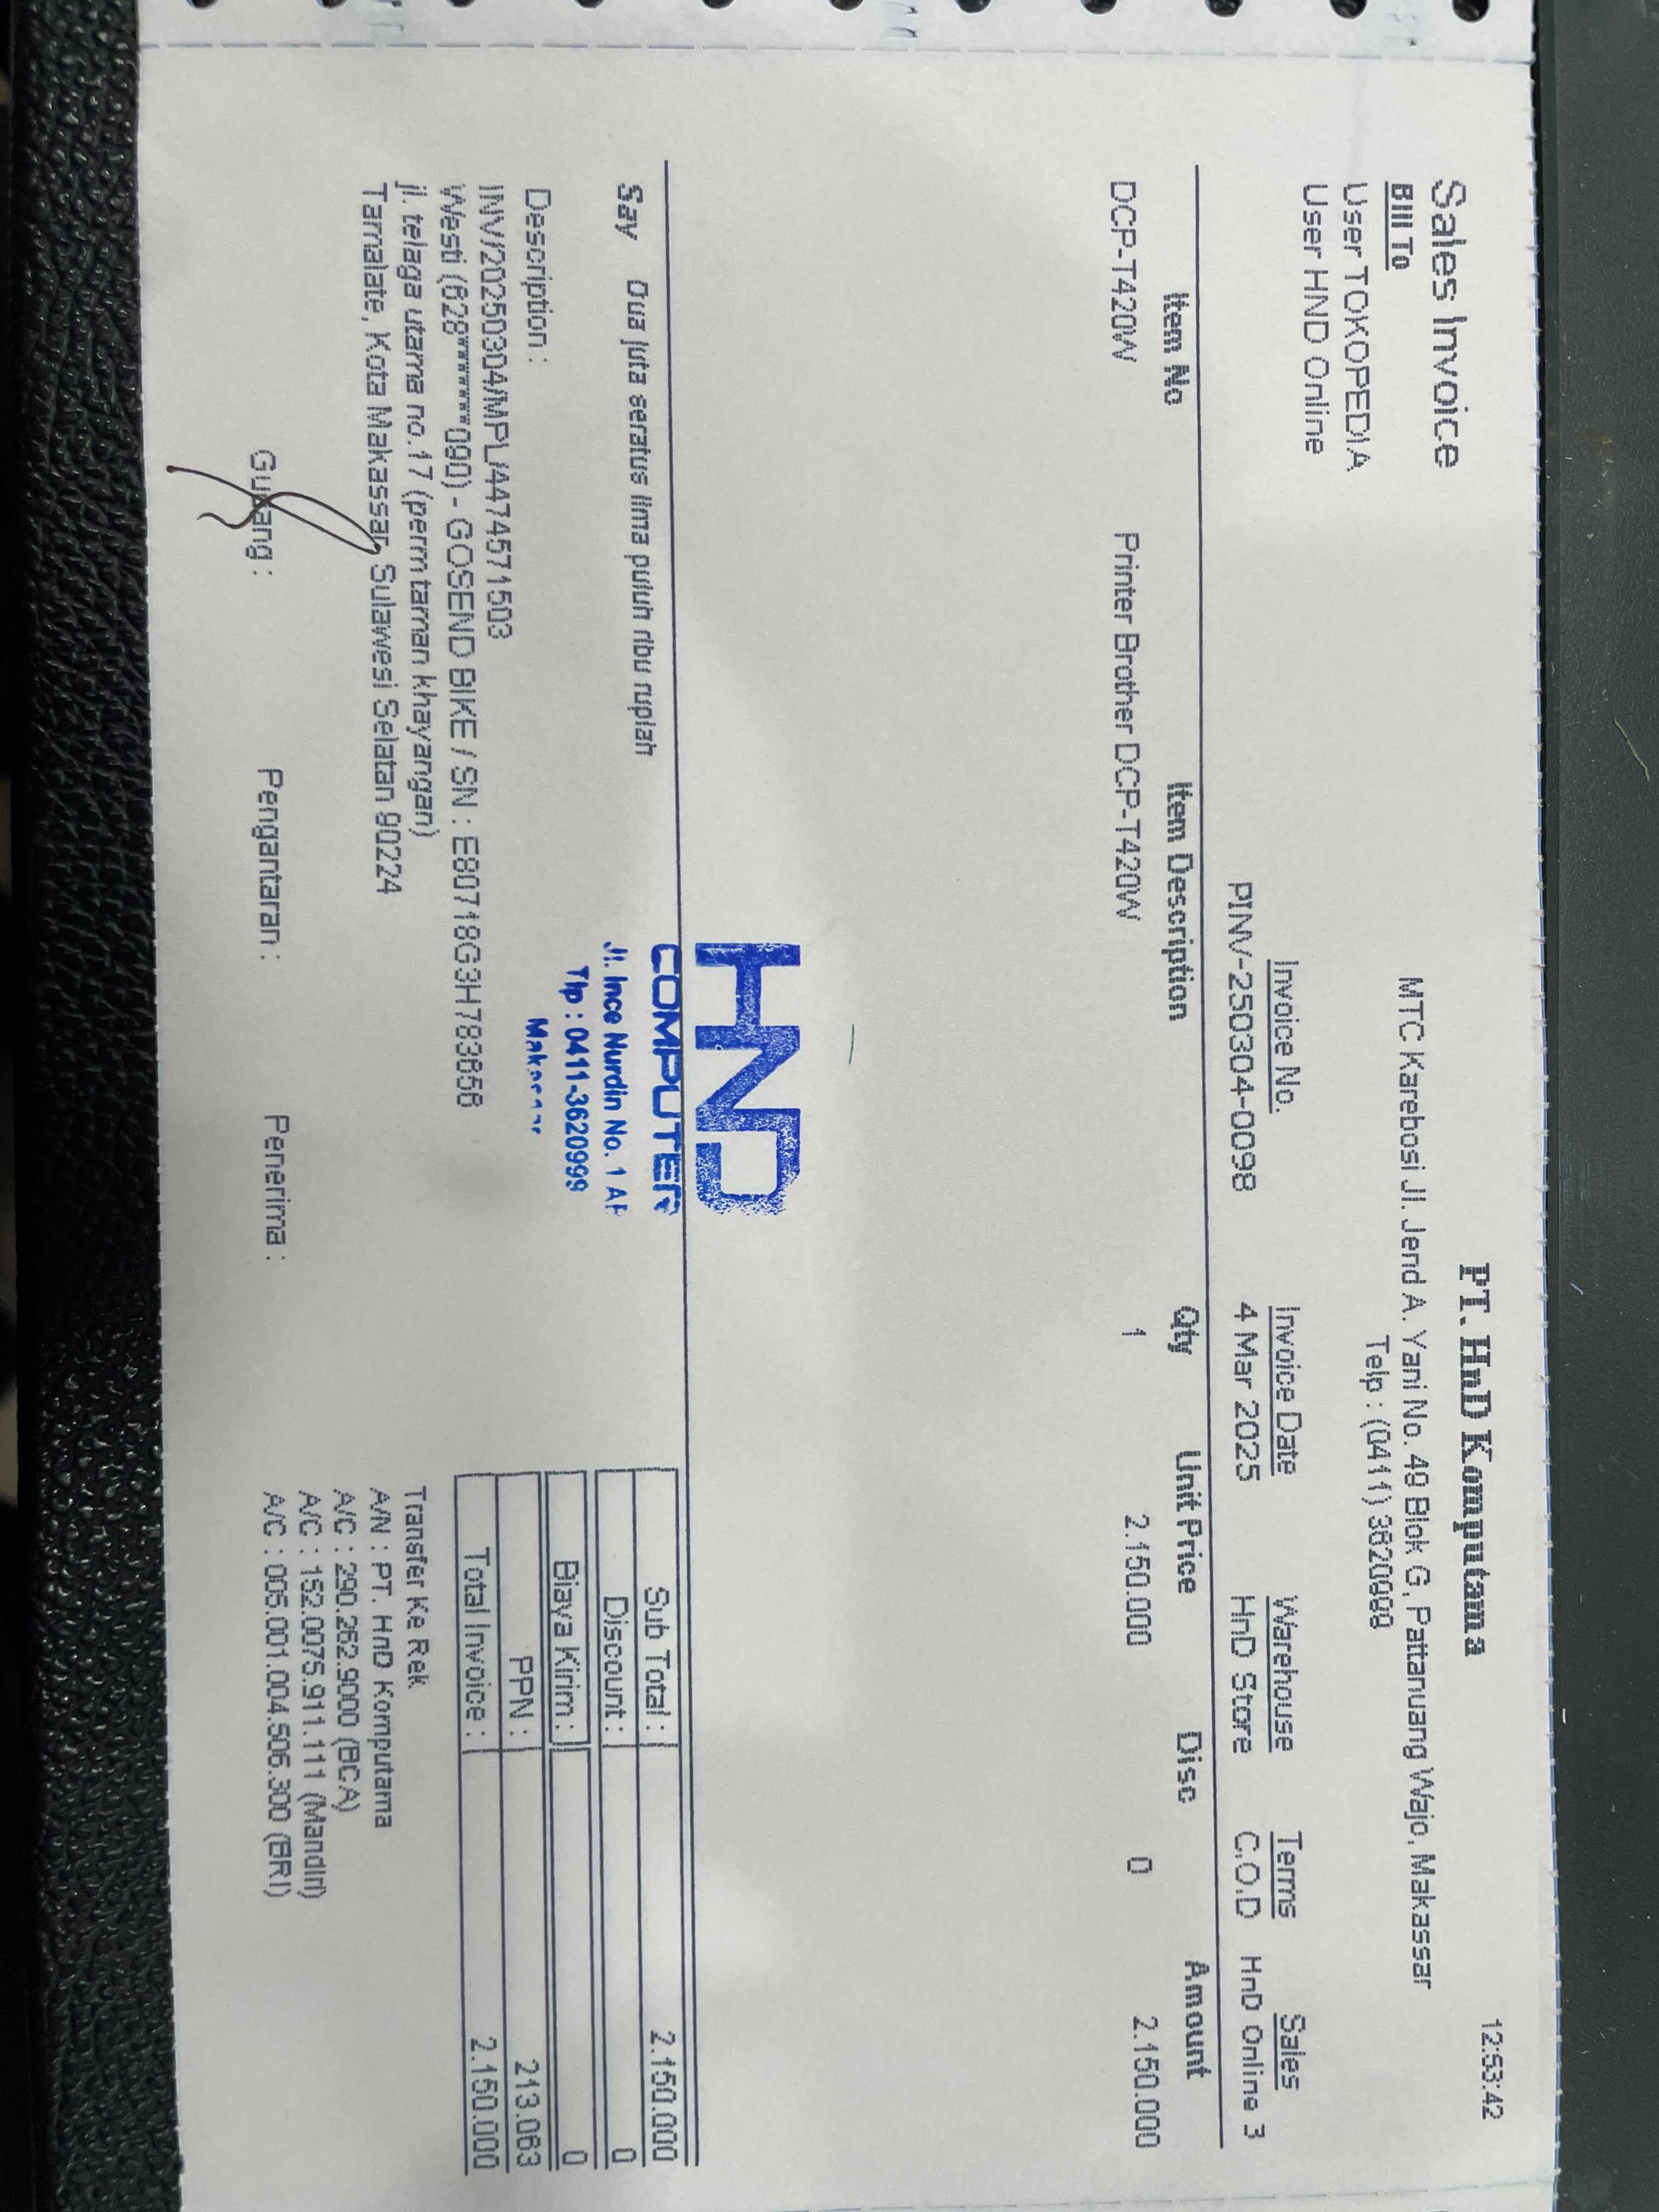 Sales Invoice
Bill To
User TOKOPEDIA
User HND Online
PT. HnD Komputama
12:53:42
MTC Karebosi Jl. Jend A. Yani No. 49 Blok G, Pattanuang Wajo, Makassar
Telp : (0411) 3620999
Invoice No. Invoice Date Warehouse Terms Sales
PINV-250304-0098 4 Mar 2025 HnD Store C.O.D HnD Online 3
Item No Item Description Qty Unit Price Disc Amount
DCP-T420W Printer Brother DCP-T420W 1 2.150.000 0 2.150.000
HND
COMPUTER
Jl. Ince Nurdin No. 1 AF
Tlp : 0411-3620999
Say Dua juta seratus lima puluh ribu rupiah
Sub Total : 2.150.000
Discount : 0
Biaya Kirim : 0
PPN : 213.063
Total Invoice : 2.150.000
Description :
INV/20250304/MPL/4474571503
Westi (628*******090) - GOSEND BIKE / SN : E80718G3H783656
jl. telaga utama no. 17 (perm taman khayangan)
Tamalate, Kota Makassar, Sulawesi Selatan 90224
Gudang : Pengantaran : Penerima :
Transfer Ke Rek
A/N : PT. HnD Komputama
A/C : 290.262.9000 (BCA)
A/C : 152.0075.911.111 (Mandiri)
A/C : 005.001.004.506.300 (BRI)